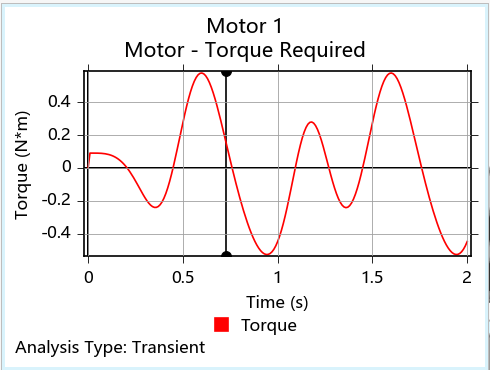 Motor 1
Motor - Torque Required
Torque (N*m)
0.4
0.2
0
-0.2
-0.4
0 0.5 1 1.5 2
Time (s)
Torque
Analysis Type: Transient